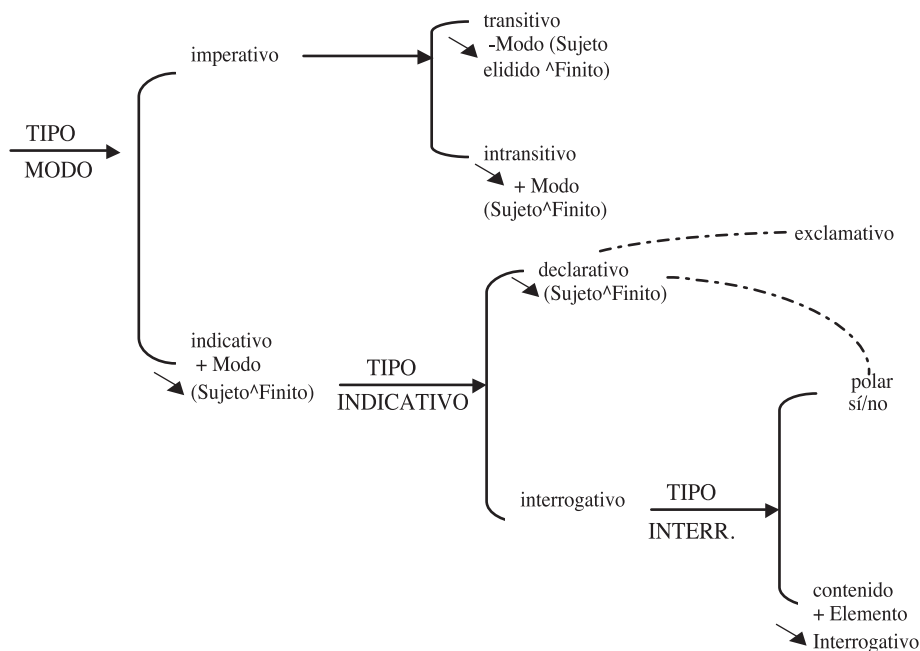 transitivo
-Modo (Sujeto
elidido ^Finito)
imperativo
TIPO
MODO
intransitivo
+ Modo
(Sujeto^Finito)
exclamativo
declarativo
(Sujeto^Finito)
indicativo
+ Modo
(Sujeto^Finito)
TIPO
INDICATIVO
polar
sí/no
interrogativo
TIPO
INTERR.
contenido
+ Elemento
Interrogativo